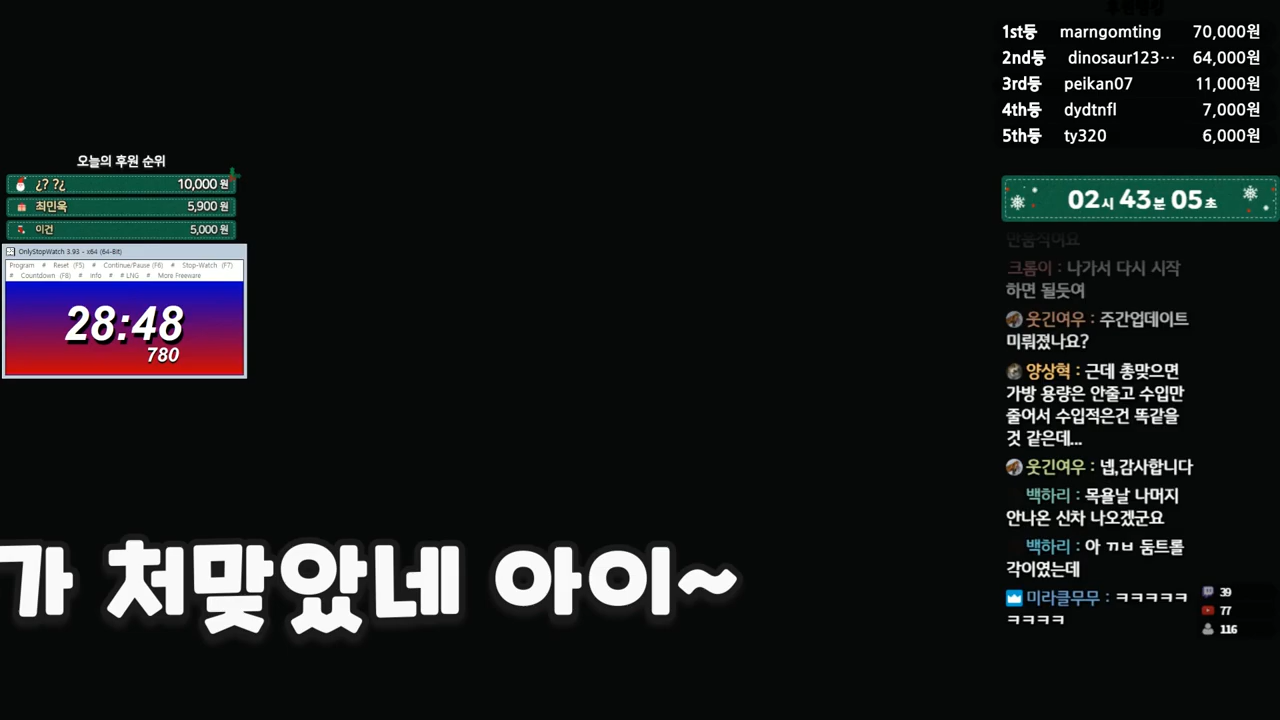 1st등 marngomting 70,000원
2nd등 dinosaur123… 64,000원
3rd등 peikan07 11,000원
4th등 dydtnfl 7,000원
5th등 ty320 6,000원
오늘의 후원 순위
¿? ?¿ 10,000 원
최민욱 5,900 원
이건 5,000 원
OnlyStopWatch 3.93 - x64 (64-Bit)
Program # Reset (F5) # Continue/Pause (F6) # Stop-Watch (F7)
# Countdown (F8) # Info # # LNG # More Freeware
28:48
780
02시 43분 05초
만움직여요
크롬이 : 나가서 다시 시작
하면 될듯여
웃긴여우 : 주간업데이트
미뤄졌나요?
양상혁 : 근데 총맞으면
가방 용량은 안줄고 수입만
줄어서 수입적은건 똑같을
것 같은데...
웃긴여우 : 넵,감사합니다
백하리 : 목욜날 나머지
안나온 신차 나오겠군요
백하리 : 아 ㄲㅂ 둠트롤
각이였는데
미라클무무 : ㅋㅋㅋㅋㅋ
ㅋㅋㅋㅋ
39
77
116
가 처맞았네 아이~